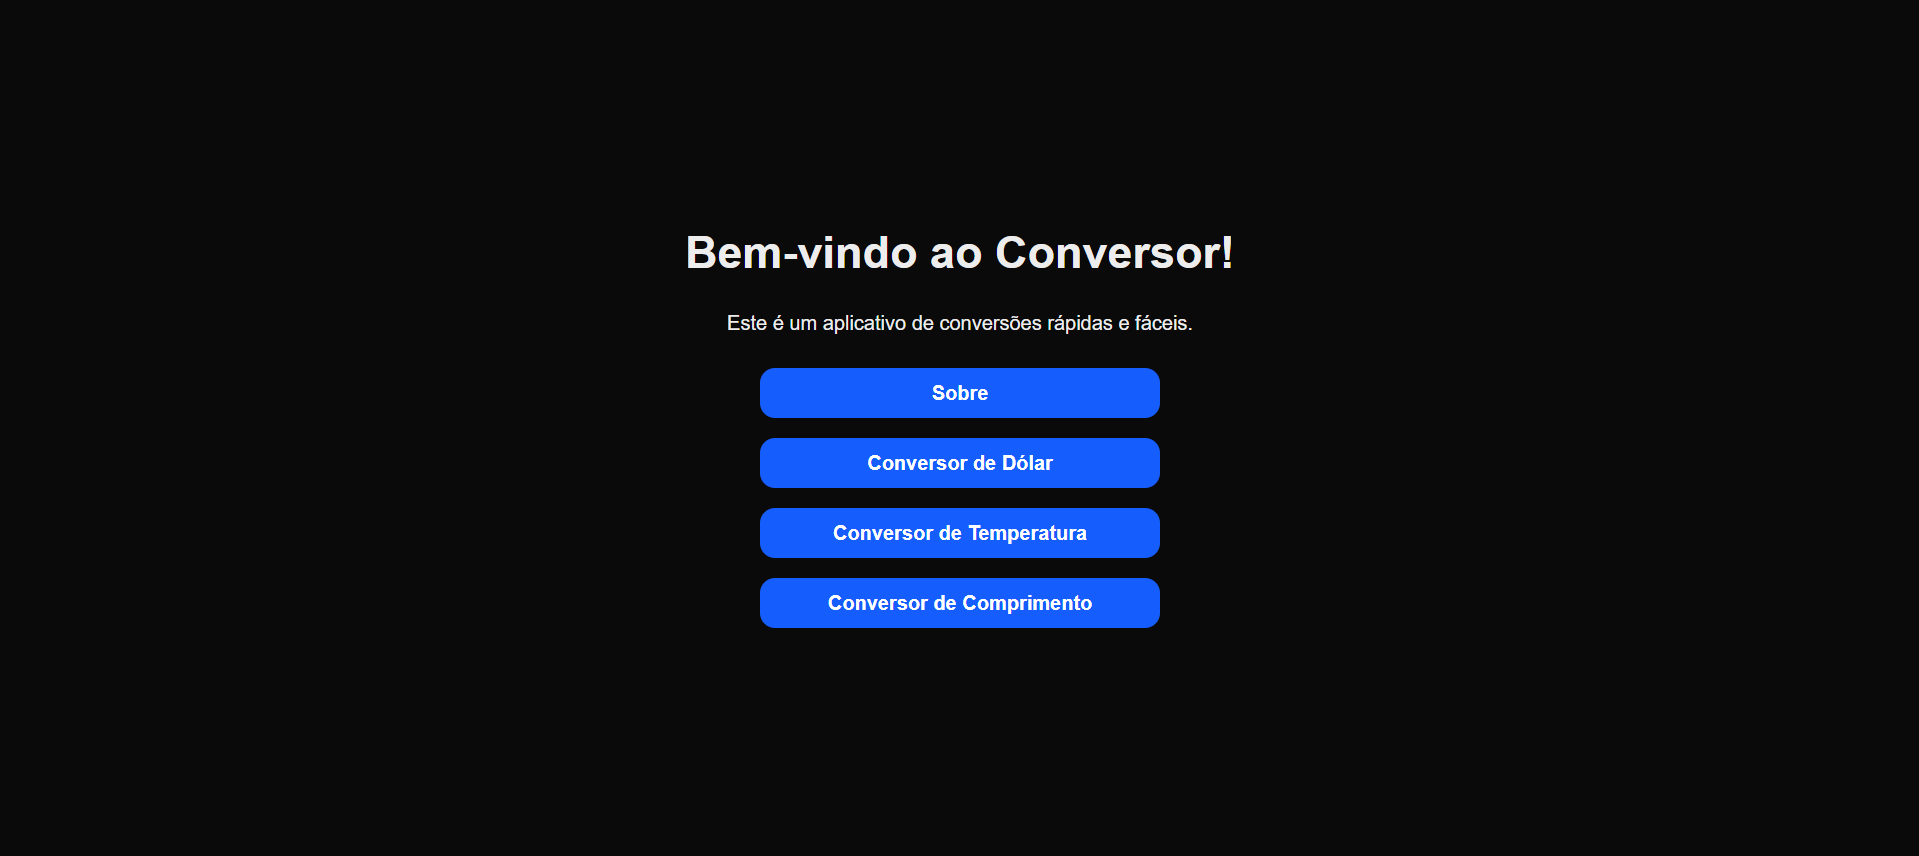 Bem-vindo ao Conversor!
Este é um aplicativo de conversões rápidas e fáceis.
Sobre
Conversor de Dólar
Conversor de Temperatura
Conversor de Comprimento